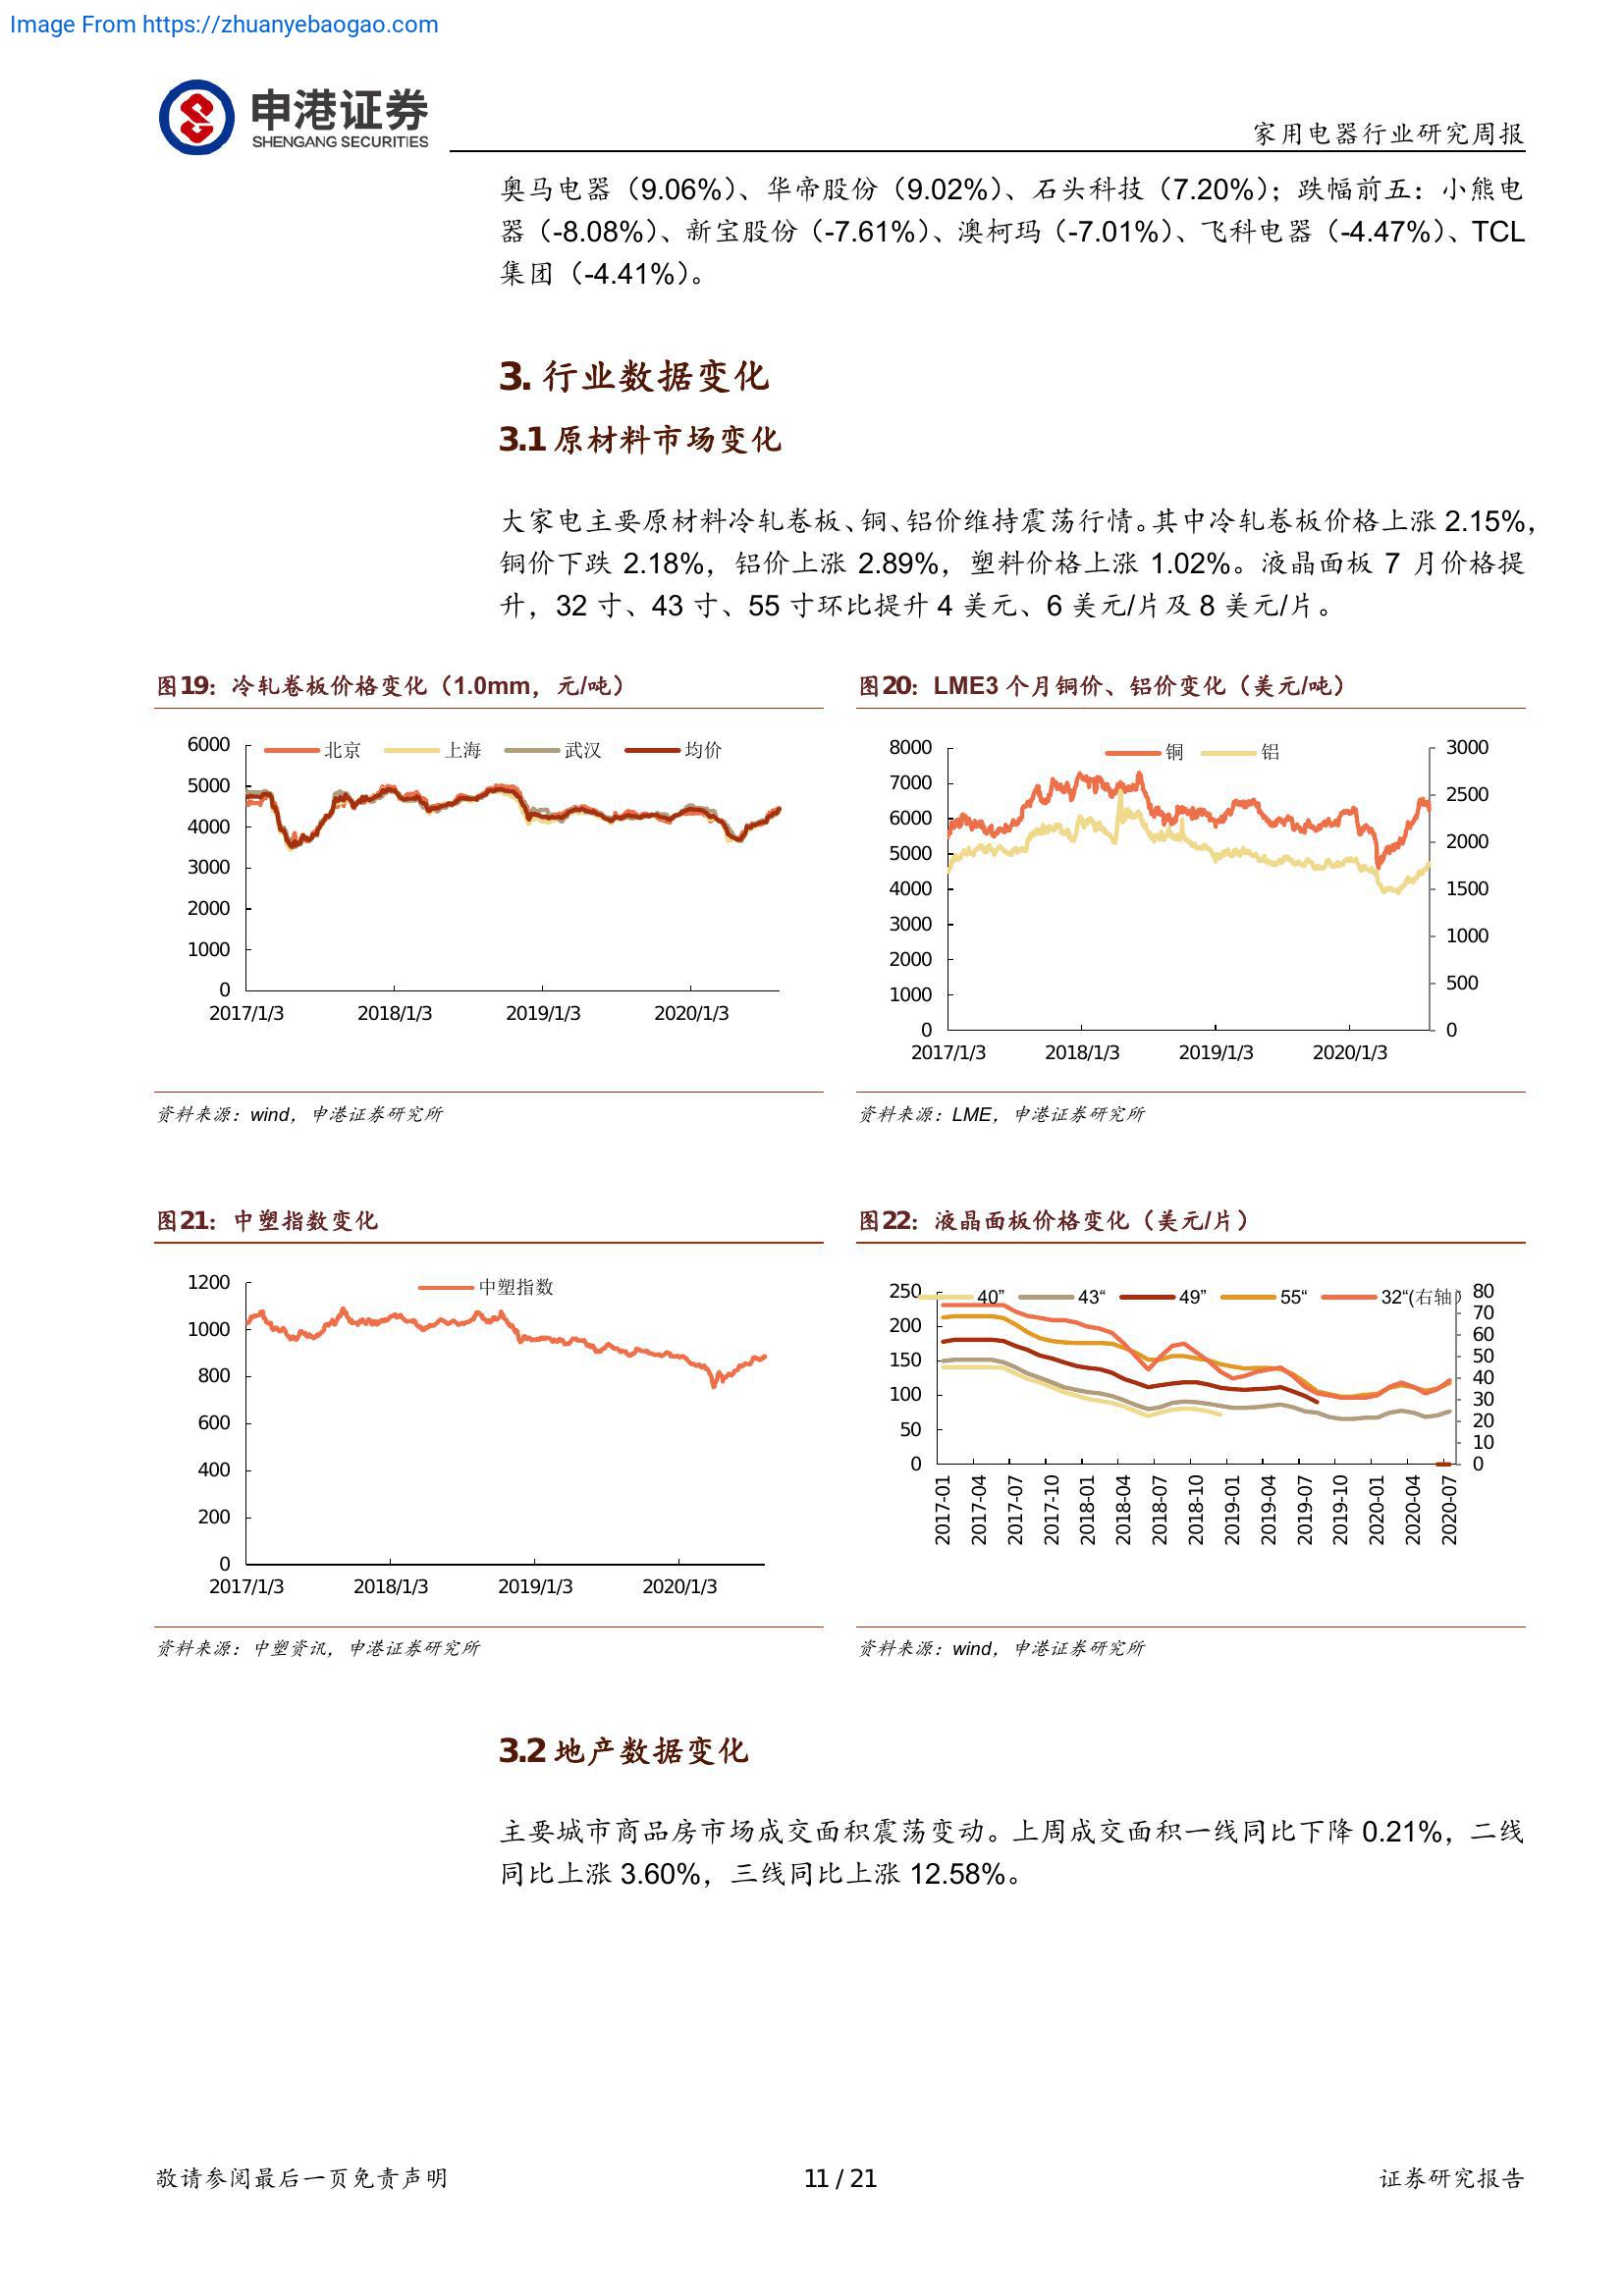 Image From https://zhuanyebaogao.com
申港证券
SHENGANG SECURITIES
家用电器行业研究周报
奥马电器（9.06%）、华帝股份（9.02%）、石头科技（7.20%）；跌幅前五：小熊电
器（-8.08%）、新宝股份（-7.61%）、澳柯玛（-7.01%）、飞科电器（-4.47%）、TCL
集团（-4.41%）。
3. 行业数据变化
3.1 原材料市场变化
大家电主要原材料冷轧卷板、铜、铝价维持震荡行情。其中冷轧卷板价格上涨 2.15%，
铜价下跌 2.18%，铝价上涨 2.89%，塑料价格上涨 1.02%。液晶面板 7 月价格提
升，32 寸、43 寸、55 寸环比提升 4 美元、6 美元/片及 8 美元/片。
图19：冷轧卷板价格变化（1.0mm，元/吨）
北京 上海 武汉 均价
6000
5000
4000
3000
2000
1000
0
2017/1/3 2018/1/3 2019/1/3 2020/1/3
资料来源：wind，申港证券研究所
图20：LME3 个月铜价、铝价变化（美元/吨）
铜 铝
8000
7000
6000
5000
4000
3000
2000
1000
0
3000
2500
2000
1500
1000
500
0
2017/1/3 2018/1/3 2019/1/3 2020/1/3
资料来源：LME，申港证券研究所
图21：中塑指数变化
中塑指数
1200
1000
800
600
400
200
0
2017/1/3 2018/1/3 2019/1/3 2020/1/3
资料来源：中塑资讯，申港证券研究所
图22：液晶面板价格变化（美元/片）
40” 43“ 49” 55“ 32“(右轴)
250
200
150
100
50
0
80
70
60
50
40
30
20
10
0
2017-01 2017-04 2017-07 2017-10 2018-01 2018-04 2018-07 2018-10 2019-01 2019-04 2019-07 2019-10 2020-01 2020-04 2020-07
资料来源：wind，申港证券研究所
3.2 地产数据变化
主要城市商品房市场成交面积震荡变动。上周成交面积一线同比下降 0.21%，二线
同比上涨 3.60%，三线同比上涨 12.58%。
敬请参阅最后一页免责声明
11 / 21
证券研究报告